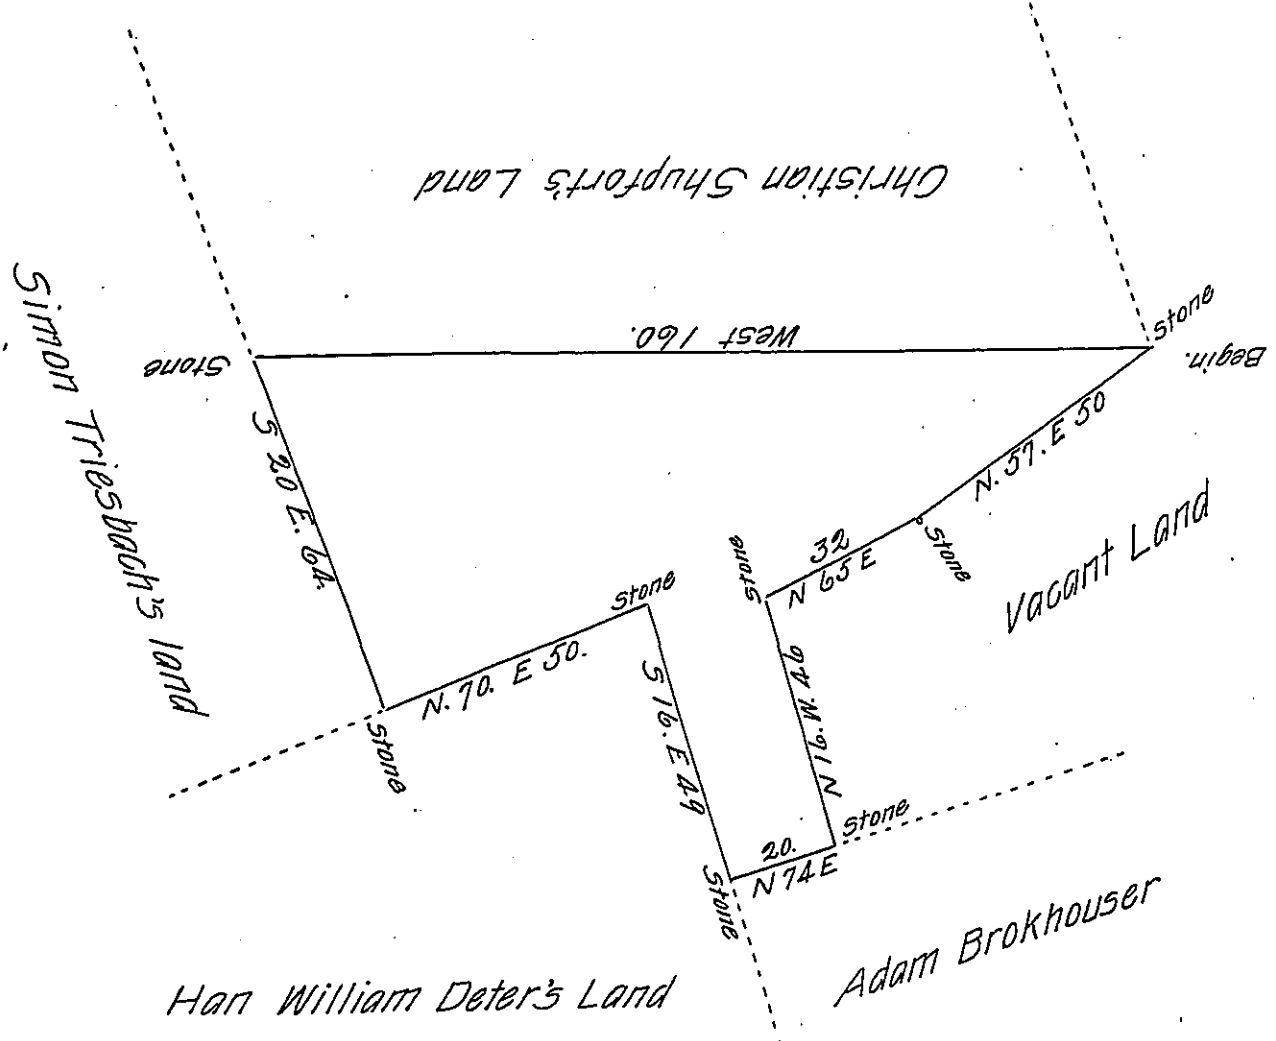 Christian Shupfort's Land
Stone
Begin.
West 160.
Stone
Simon Triesbach's land
S 20 E. 64.
N. 57. E 50
Stone
32
N 65 E
Stone
Vacant Land
Stone
N. 70. E 50.
Stone
S 16. E 49
N 16. W. 46
Stone
20.
N 74 E
Stone
Adam Brokhouser
Han William Deter's Land